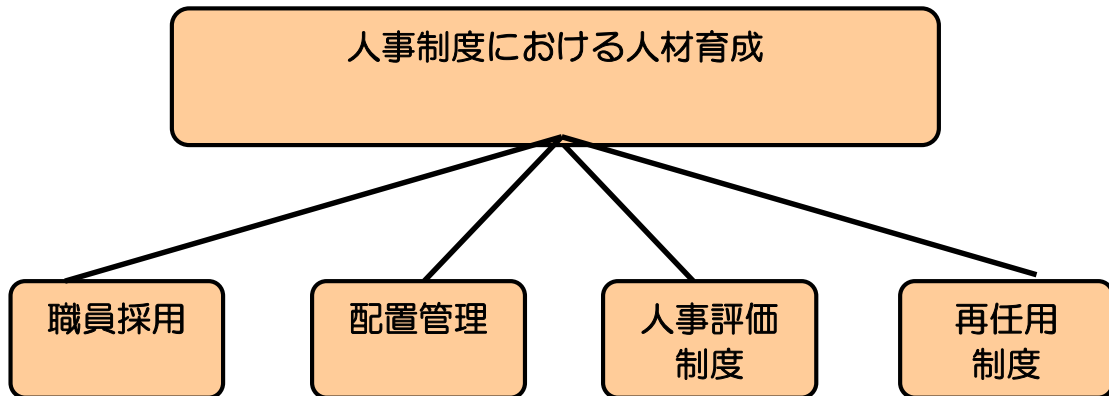 人事制度における人材育成
職員採用
配置管理
人事評価
制度
再任用
制度